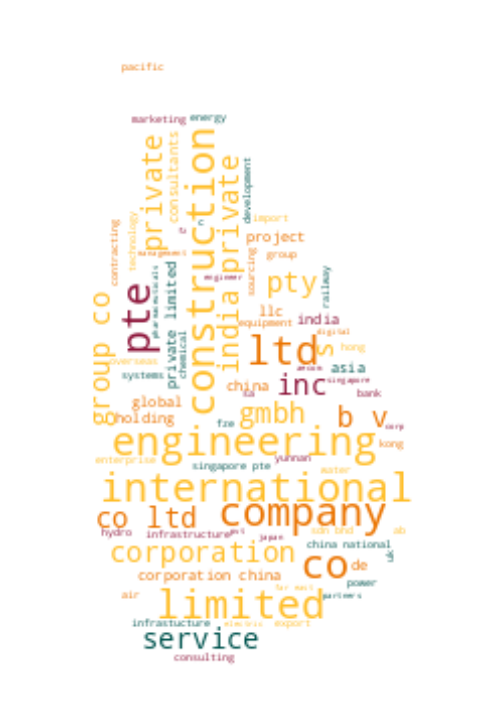 pacific
marketing
energy
private
consultants
construction
india private
development
import
c
project
group
technology
contracting
management
sourcing
engineer
railway
pharmaceuticals
private limited
pte
pty
llc
india
equipment
digital
group co
chemical
ltd
s
hong
overseas
systems
asia
aecom
singapore
china
inc
bank
global
holding
gmbh
b v
corp
fze
engineering
kong
enterprise
yunnan
singapore pte
water
international
company
co ltd
hydro
infrastructure
sdn bhd
ab
japan
china national
uk
corporation
co
de
corporation china
power
far east
air
partners
limited
infrastucture
electric
export
service
consulting